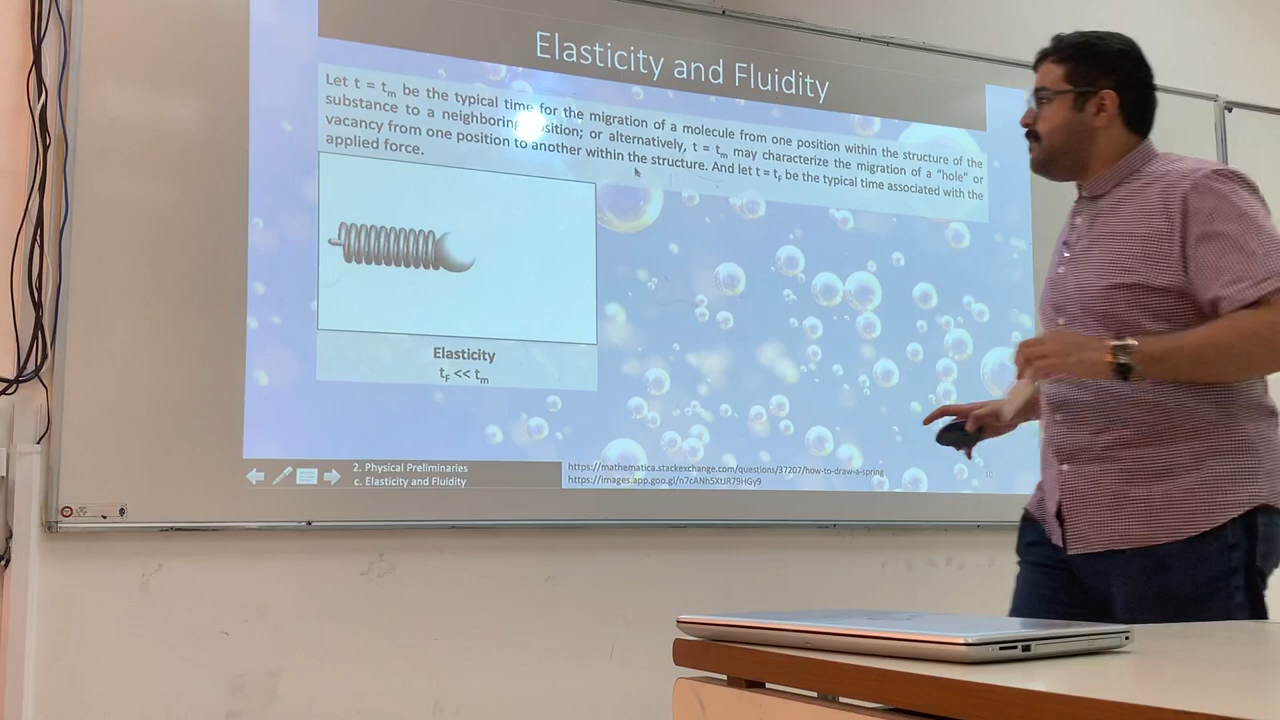 Elasticity and Fluidity
Let t = tm be the typical time for the migration of a molecule from one position within the structure of the
substance to a neighboring position; or alternatively, t = tm may characterize the migration of a "hole" or
vacancy from one position to another within the structure. And let t = tF be the typical time associated with the
applied force.
Elasticity
tF << tm
2. Physical Preliminaries
c. Elasticity and Fluidity
https://mathematica.stackexchange.com/questions/37207/how-to-draw-a-spring
https://images.app.goo.gl/n7cANh5XtJR79HGy9
10